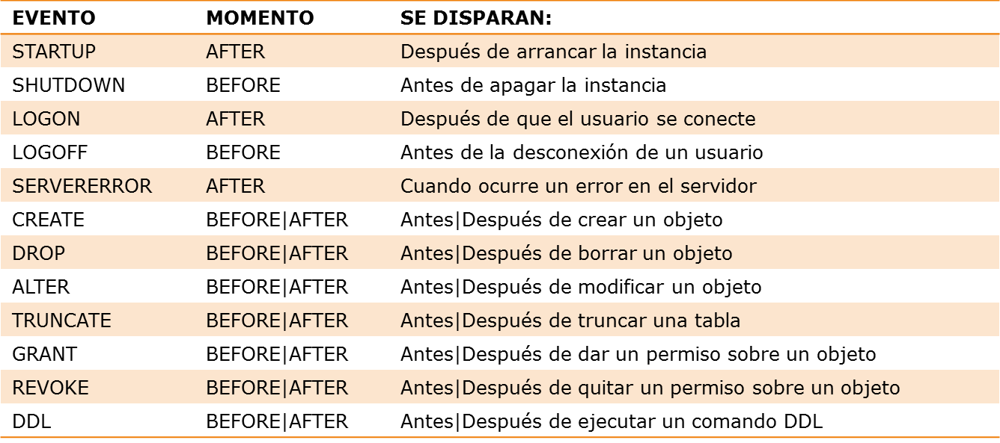 EVENTO MOMENTO SE DISPARAN:
STARTUP AFTER Después de arrancar la instancia
SHUTDOWN BEFORE Antes de apagar la instancia
LOGON AFTER Después de que el usuario se conecte
LOGOFF BEFORE Antes de la desconexión de un usuario
SERVERERROR AFTER Cuando ocurre un error en el servidor
CREATE BEFORE|AFTER Antes|Después de crear un objeto
DROP BEFORE|AFTER Antes|Después de borrar un objeto
ALTER BEFORE|AFTER Antes|Después de modificar un objeto
TRUNCATE BEFORE|AFTER Antes|Después de truncar una tabla
GRANT BEFORE|AFTER Antes|Después de dar un permiso sobre un objeto
REVOKE BEFORE|AFTER Antes|Después de quitar un permiso sobre un objeto
DDL BEFORE|AFTER Antes|Después de ejecutar un comando DDL